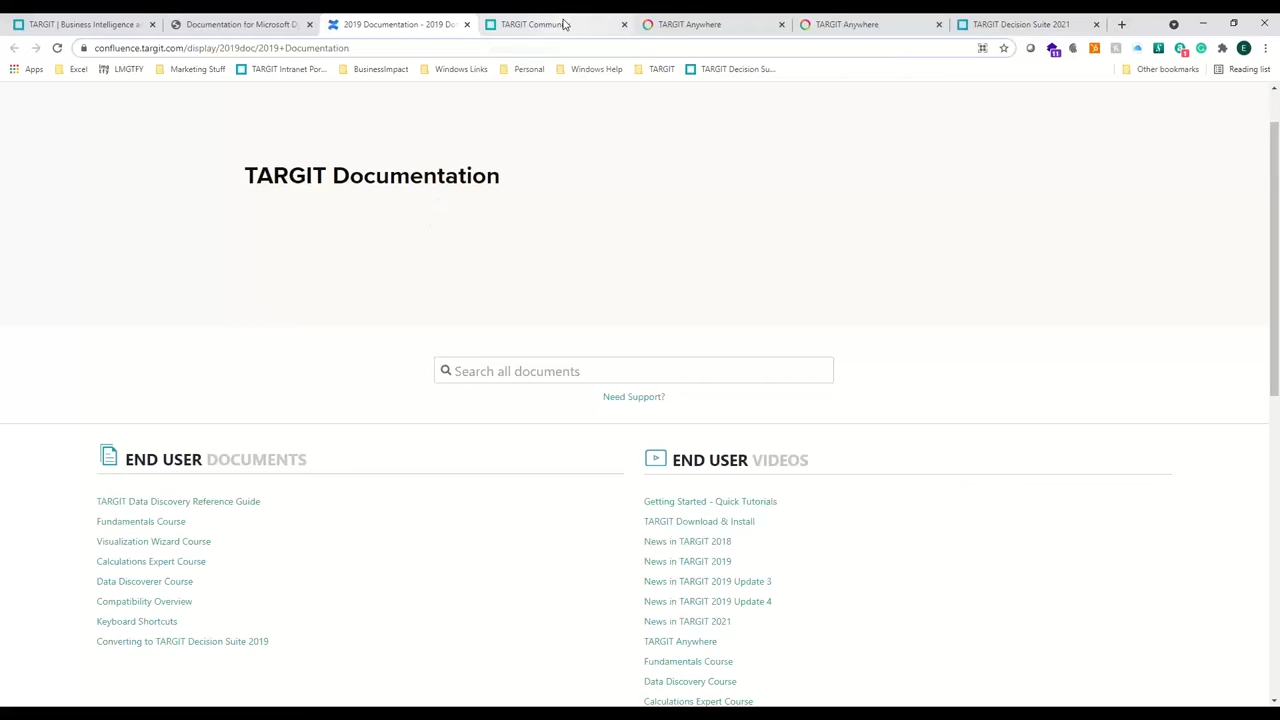 TARGIT | Business Intelligence a
Documentation for Microsoft Dy
2019 Documentation - 2019 Do
TARGIT Commun
TARGIT Anywhere
TARGIT Anywhere
TARGIT Decision Suite 2021
confluence.targit.com/display/2019doc/2019+Documentation
Apps
Excel
LMGTFY
Marketing Stuff
TARGIT Intranet Por...
BusinessImpact
Windows Links
Personal
Windows Help
TARGIT
TARGIT Decision Su...
Other bookmarks
Reading list
TARGIT Documentation
Search all documents
Need Support?
END USER DOCUMENTS
TARGIT Data Discovery Reference Guide
Fundamentals Course
Visualization Wizard Course
Calculations Expert Course
Data Discoverer Course
Compatibility Overview
Keyboard Shortcuts
Converting to TARGIT Decision Suite 2019
END USER VIDEOS
Getting Started - Quick Tutorials
TARGIT Download & Install
News in TARGIT 2018
News in TARGIT 2019
News in TARGIT 2019 Update 3
News in TARGIT 2019 Update 4
News in TARGIT 2021
TARGIT Anywhere
Fundamentals Course
Data Discovery Course
Calculations Expert Course